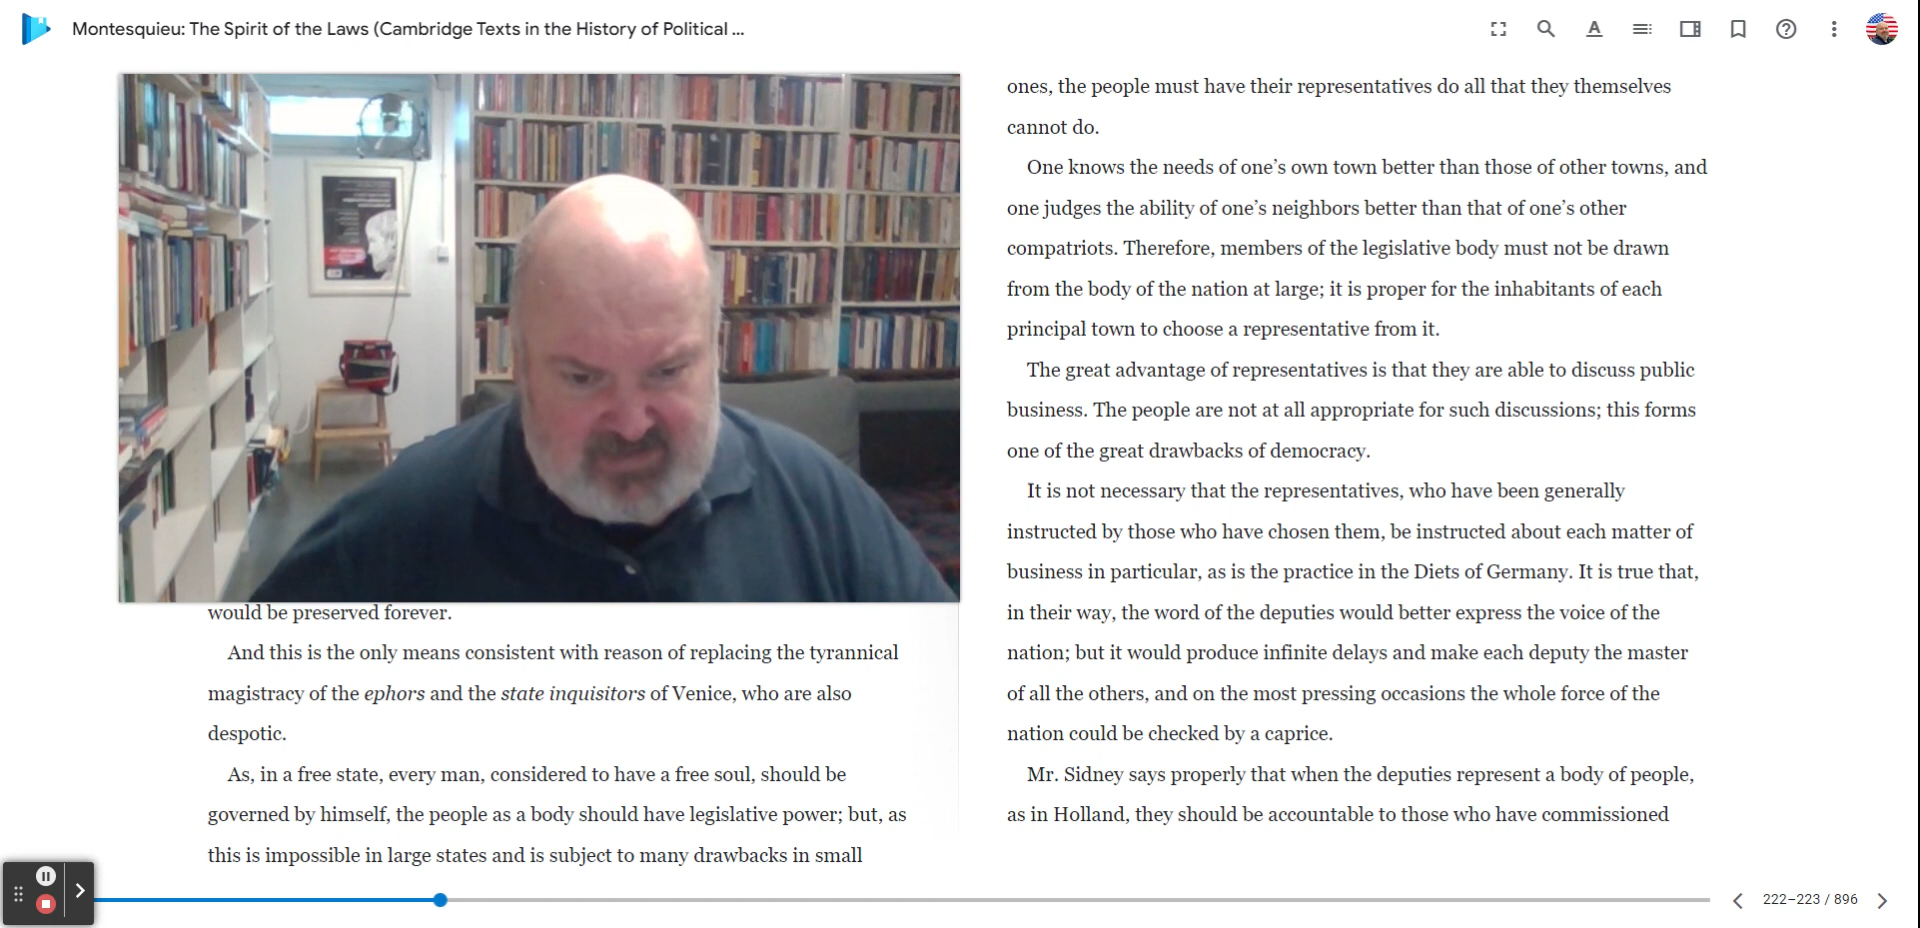 Montesquieu: The Spirit of the Laws (Cambridge Texts in the History of Political ...
would be preserved forever.
And this is the only means consistent with reason of replacing the tyrannical
magistracy of the ephors and the state inquisitors of Venice, who are also
despotic.
As, in a free state, every man, considered to have a free soul, should be
governed by himself, the people as a body should have legislative power; but, as
this is impossible in large states and is subject to many drawbacks in small
ones, the people must have their representatives do all that they themselves
cannot do.
One knows the needs of one’s own town better than those of other towns, and
one judges the ability of one’s neighbors better than that of one’s other
compatriots. Therefore, members of the legislative body must not be drawn
from the body of the nation at large; it is proper for the inhabitants of each
principal town to choose a representative from it.
The great advantage of representatives is that they are able to discuss public
business. The people are not at all appropriate for such discussions; this forms
one of the great drawbacks of democracy.
It is not necessary that the representatives, who have been generally
instructed by those who have chosen them, be instructed about each matter of
business in particular, as is the practice in the Diets of Germany. It is true that,
in their way, the word of the deputies would better express the voice of the
nation; but it would produce infinite delays and make each deputy the master
of all the others, and on the most pressing occasions the whole force of the
nation could be checked by a caprice.
Mr. Sidney says properly that when the deputies represent a body of people,
as in Holland, they should be accountable to those who have commissioned
222–223 / 896